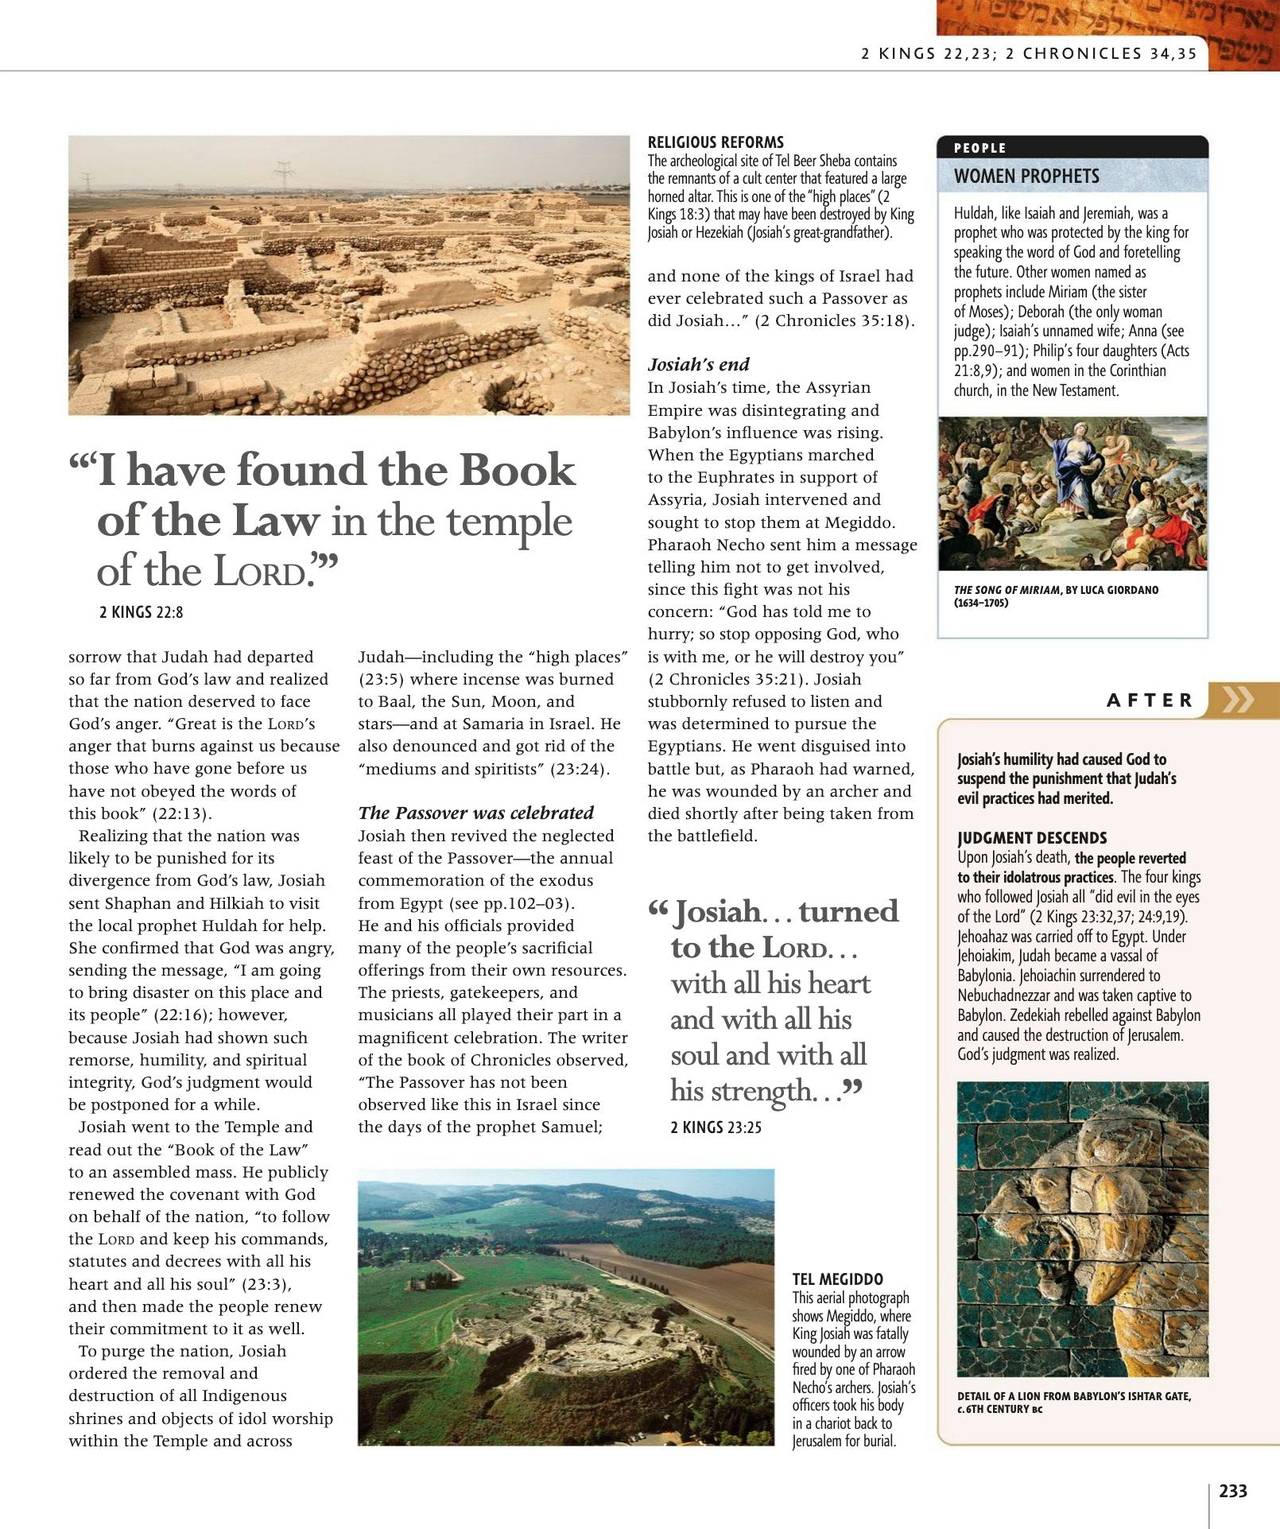 2 KINGS 22,23; 2 CHRONICLES 34,35
RELIGIOUS REFORMS
The archeological site of Tel Beer Sheba contains
the remnants of a cult center that featured a large
horned altar. This is one of the “high places” (2
Kings 18:3) that may have been destroyed by King
Josiah or Hezekiah (Josiah’s great-grandfather).
“‘I have found the Book
of the Law in the temple
of the LORD.’”
2 KINGS 22:8
sorrow that Judah had departed
so far from God’s law and realized
that the nation deserved to face
God’s anger. “Great is the LORD’s
anger that burns against us because
those who have gone before us
have not obeyed the words of
this book” (22:13).
Realizing that the nation was
likely to be punished for its
divergence from God’s law, Josiah
sent Shaphan and Hilkiah to visit
the local prophet Huldah for help.
She confirmed that God was angry,
sending the message, “I am going
to bring disaster on this place and
its people” (22:16); however,
because Josiah had shown such
remorse, humility, and spiritual
integrity, God’s judgment would
be postponed for a while.
Josiah went to the Temple and
read out the “Book of the Law”
to an assembled mass. He publicly
renewed the covenant with God
on behalf of the nation, “to follow
the LORD and keep his commands,
statutes and decrees with all his
heart and all his soul” (23:3),
and then made the people renew
their commitment to it as well.
To purge the nation, Josiah
ordered the removal and
destruction of all Indigenous
shrines and objects of idol worship
within the Temple and across
Judah—including the “high places”
(23:5) where incense was burned
to Baal, the Sun, Moon, and
stars—and at Samaria in Israel. He
also denounced and got rid of the
“mediums and spiritists” (23:24).
The Passover was celebrated
Josiah then revived the neglected
feast of the Passover—the annual
commemoration of the exodus
from Egypt (see pp.102–03).
He and his officials provided
many of the people’s sacrificial
offerings from their own resources.
The priests, gatekeepers, and
musicians all played their part in a
magnificent celebration. The writer
of the book of Chronicles observed,
“The Passover has not been
observed like this in Israel since
the days of the prophet Samuel;
and none of the kings of Israel had
ever celebrated such a Passover as
did Josiah…” (2 Chronicles 35:18).
Josiah’s end
In Josiah’s time, the Assyrian
Empire was disintegrating and
Babylon’s influence was rising.
When the Egyptians marched
to the Euphrates in support of
Assyria, Josiah intervened and
sought to stop them at Megiddo.
Pharaoh Necho sent him a message
telling him not to get involved,
since this fight was not his
concern: “God has told me to
hurry; so stop opposing God, who
is with me, or he will destroy you”
(2 Chronicles 35:21). Josiah
stubbornly refused to listen and
was determined to pursue the
Egyptians. He went disguised into
battle but, as Pharaoh had warned,
he was wounded by an archer and
died shortly after being taken from
the battlefield.
“Josiah…turned
to the LORD…
with all his heart
and with all his
soul and with all
his strength…”
2 KINGS 23:25
TEL MEGIDDO
This aerial photograph
shows Megiddo, where
King Josiah was fatally
wounded by an arrow
fired by one of Pharaoh
Necho’s archers. Josiah’s
officers took his body
in a chariot back to
Jerusalem for burial.
PEOPLE
WOMEN PROPHETS
Huldah, like Isaiah and Jeremiah, was a
prophet who was protected by the king for
speaking the word of God and foretelling
the future. Other women named as
prophets include Miriam (the sister
of Moses); Deborah (the only woman
judge); Isaiah’s unnamed wife; Anna (see
pp.290–91); Philip’s four daughters (Acts
21:8,9); and women in the Corinthian
church, in the New Testament.
THE SONG OF MIRIAM, BY LUCA GIORDANO
(1634–1705)
AFTER
Josiah’s humility had caused God to
suspend the punishment that Judah’s
evil practices had merited.
JUDGMENT DESCENDS
Upon Josiah’s death, the people reverted
to their idolatrous practices. The four kings
who followed Josiah all “did evil in the eyes
of the Lord” (2 Kings 23:32,37; 24:9,19).
Jehoahaz was carried off to Egypt. Under
Jehoiakim, Judah became a vassal of
Babylonia. Jehoiachin surrendered to
Nebuchadnezzar and was taken captive to
Babylon. Zedekiah rebelled against Babylon
and caused the destruction of Jerusalem.
God’s judgment was realized.
DETAIL OF A LION FROM BABYLON’S ISHTAR GATE,
c.6TH CENTURY BC
233